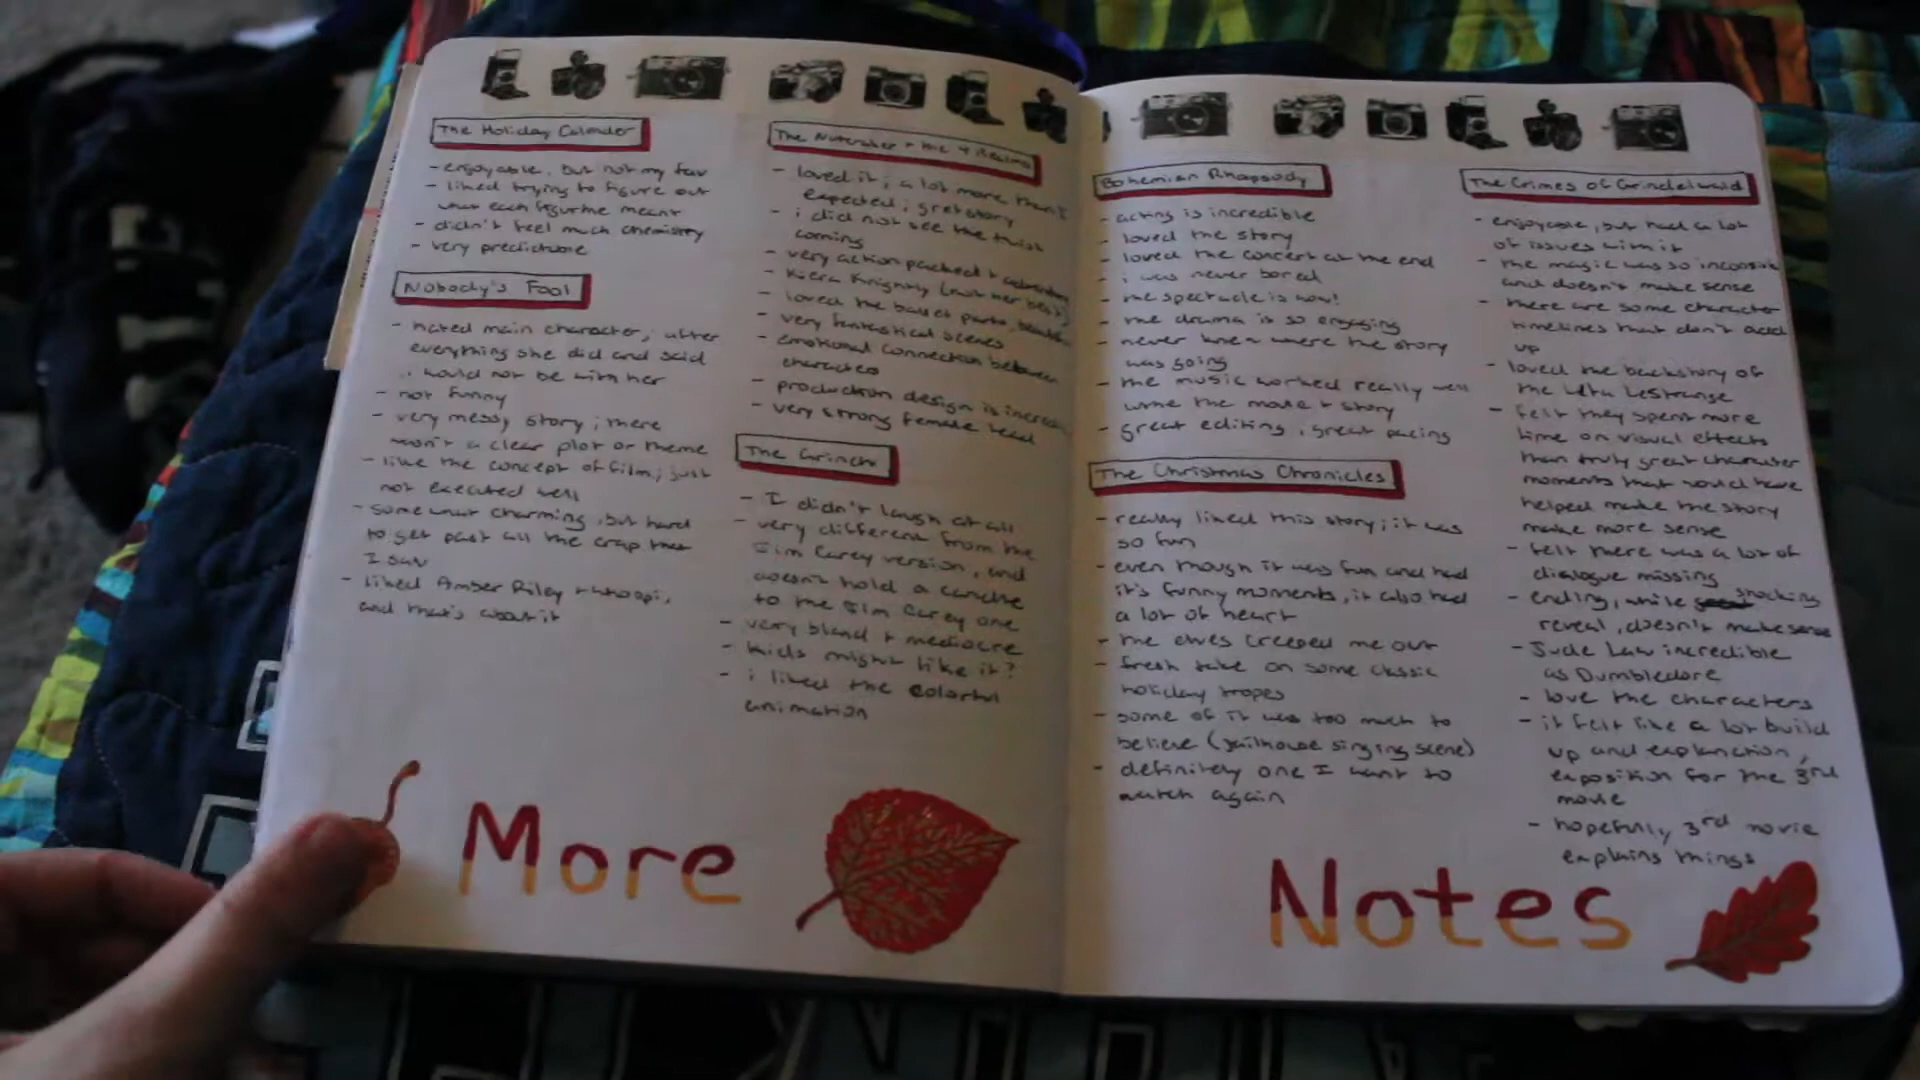 The Holiday Calender
- enjoyable, but not my fav
- liked trying to figure out
what each figurine meant
- didn't feel much chemistry
- very predictable
Nobody's Fool
- hated main character; after
everything she did and said
i would not be with her
- not funny
- very messy story; there
wasn't a clear plot or theme
- like the concept of film; just
not executed well
- somewhat charming, but hard
to get past all the crap that
I saw
- liked Amber Riley + Whoopi,
and that's about it
The Nutcraker + the 4 Realms
- loved it; a lot more than i
expected; great story
- i did not see the twist
coming
- very action packed +
- Kiera Knightly (not her best)
- loved the ballet parts,
- very fantastical scenes
- emotional connection between
characters
- production design is
- very strong female lead
The Grinch
- I didn't laugh at all
- very different from the
Jim Carey version, and
doesn't hold a candle
to the Jim Carey one
- very bland + mediocre
- kids might like it?
- i liked the colorful
animation
Bohemian Rhapsody
- acting is incredible
- loved the story
- loved the concert at the end
- i was never bored
- the spectacle is wow!
- the drama is so engaging
- never knew where the story
was going
- the music worked really well
w/the the movie + story
- great editing, great pacing
The Christmas Chronicles
- really liked this story; it was
so fun
- even though it was fun and had
it's funny moments, it also had
a lot of heart
- the elves creeped me out
- fresh take on some classic
holiday tropes
- some of it was too much to
believe (jailhouse singing scene)
- definitely one I want to
watch again
The Crimes of Grindelwald
- enjoyable, but had a lot
of issues with it
- the magic was so
and doesn't make sense
- there are some character
timelines that don't add
up
- loved the backstory of
the Leta Lestrange
- felt they spent more
time on visual effects
than truly great character
moments that would have
helped make the story
make more sense
- felt there was a lot of
dialogue missing
- ending, while shocking
reveal, doesn't make sense
- Jude Law incredible
as Dumbledore
- love the characters
- it felt like a lot build
up and explanation,
exposition for the 3rd
movie
- hopefully 3rd movie
explains things
More
Notes